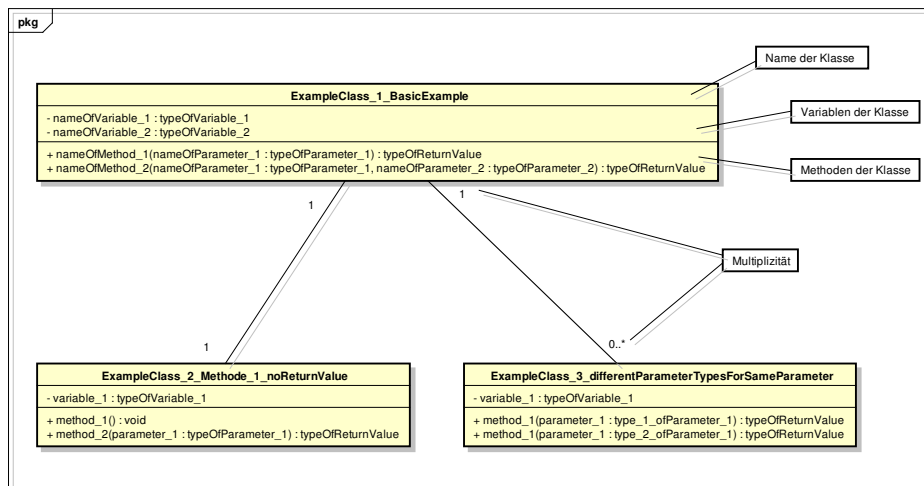 pkg
Name der Klasse
ExampleClass_1_BasicExample
- nameOfVariable_1 : typeOfVariable_1
- nameOfVariable_2 : typeOfVariable_2
Variablen der Klasse
+ nameOfMethod_1(nameOfParameter_1 : typeOfParameter_1) : typeOfReturnValue
+ nameOfMethod_2(nameOfParameter_1 : typeOfParameter_1, nameOfParameter_2 : typeOfParameter_2) : typeOfReturnValue
Methoden der Klasse
1
1
Multiplizität
1
0..*
ExampleClass_2_Methode_1_noReturnValue
- variable_1 : typeOfVariable_1
+ method_1() : void
+ method_2(parameter_1 : typeOfParameter_1) : typeOfReturnValue
ExampleClass_3_differentParameterTypesForSameParameter
- variable_1 : typeOfVariable_1
+ method_1(parameter_1 : type_1_ofParameter_1) : typeOfReturnValue
+ method_1(parameter_1 : type_2_ofParameter_1) : typeOfReturnValue